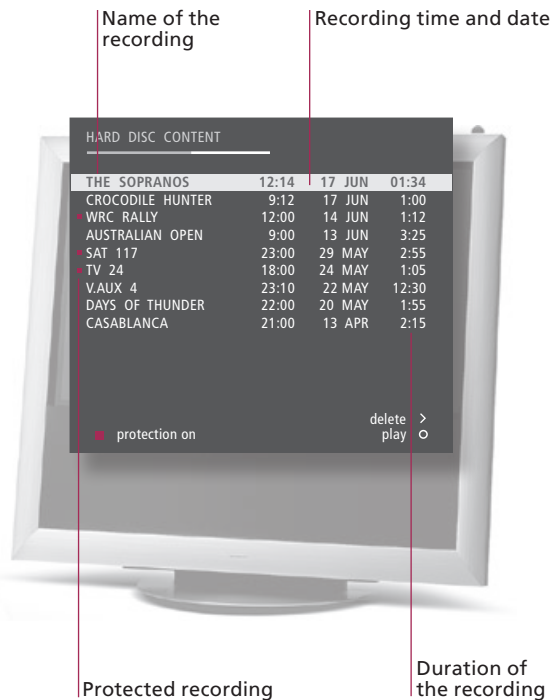 Name of the
recording
Recording time and date
HARD DISC CONTENT
THE SOPRANOS 12:14 17 JUN 01:34
CROCODILE HUNTER 9:12 17 JUN 1:00
WRC RALLY 12:00 14 JUN 1:12
AUSTRALIAN OPEN 9:00 13 JUN 3:25
SAT 117 23:00 29 MAY 2:55
TV 24 18:00 24 MAY 1:05
V.AUX 4 23:10 22 MAY 12:30
DAYS OF THUNDER 22:00 20 MAY 1:55
CASABLANCA 21:00 13 APR 2:15
delete >
protection on play
Protected recording
Duration of
the recording